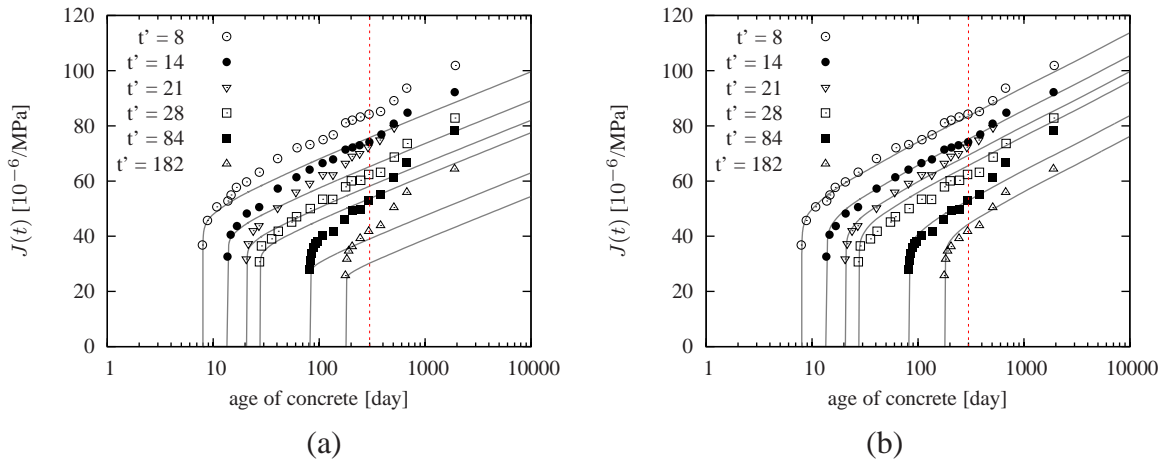 120
100
80
60
40
20
0
J(t) [10⁻⁶/MPa]
t' = 8
t' = 14
t' = 21
t' = 28
t' = 84
t' = 182
1 10 100 1000 10000
age of concrete [day]
(a)
120
100
80
60
40
20
0
J(t) [10⁻⁶/MPa]
t' = 8
t' = 14
t' = 21
t' = 28
t' = 84
t' = 182
1 10 100 1000 10000
age of concrete [day]
(b)